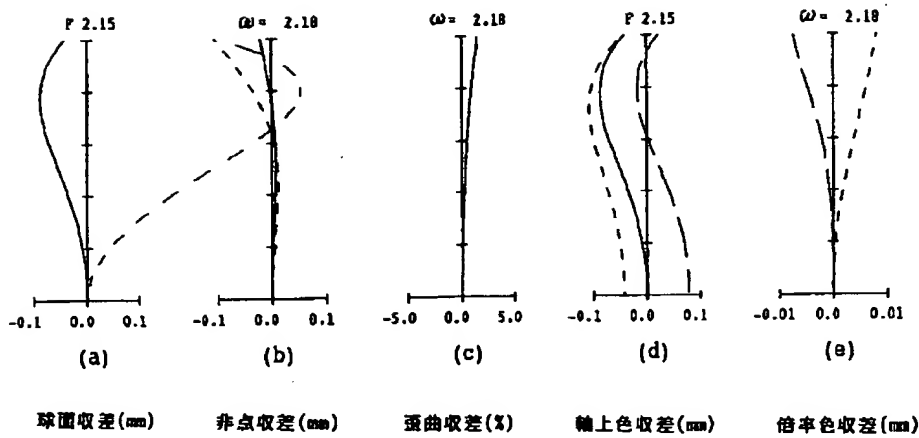 F 2.15
ω= 2.18
ω= 2.18
F 2.15
ω= 2.18
-0.1 0.0 0.1
0.0 0.1
-5.0 0.0 5.0
-0.1 0.0 0.1
-0.01 0.0 0.01
(a)
(b)
(c)
(d)
(e)
球面収差(mm)
非点収差(mm)
歪曲収差(%)
軸上色収差(mm)
倍率色収差(mm)